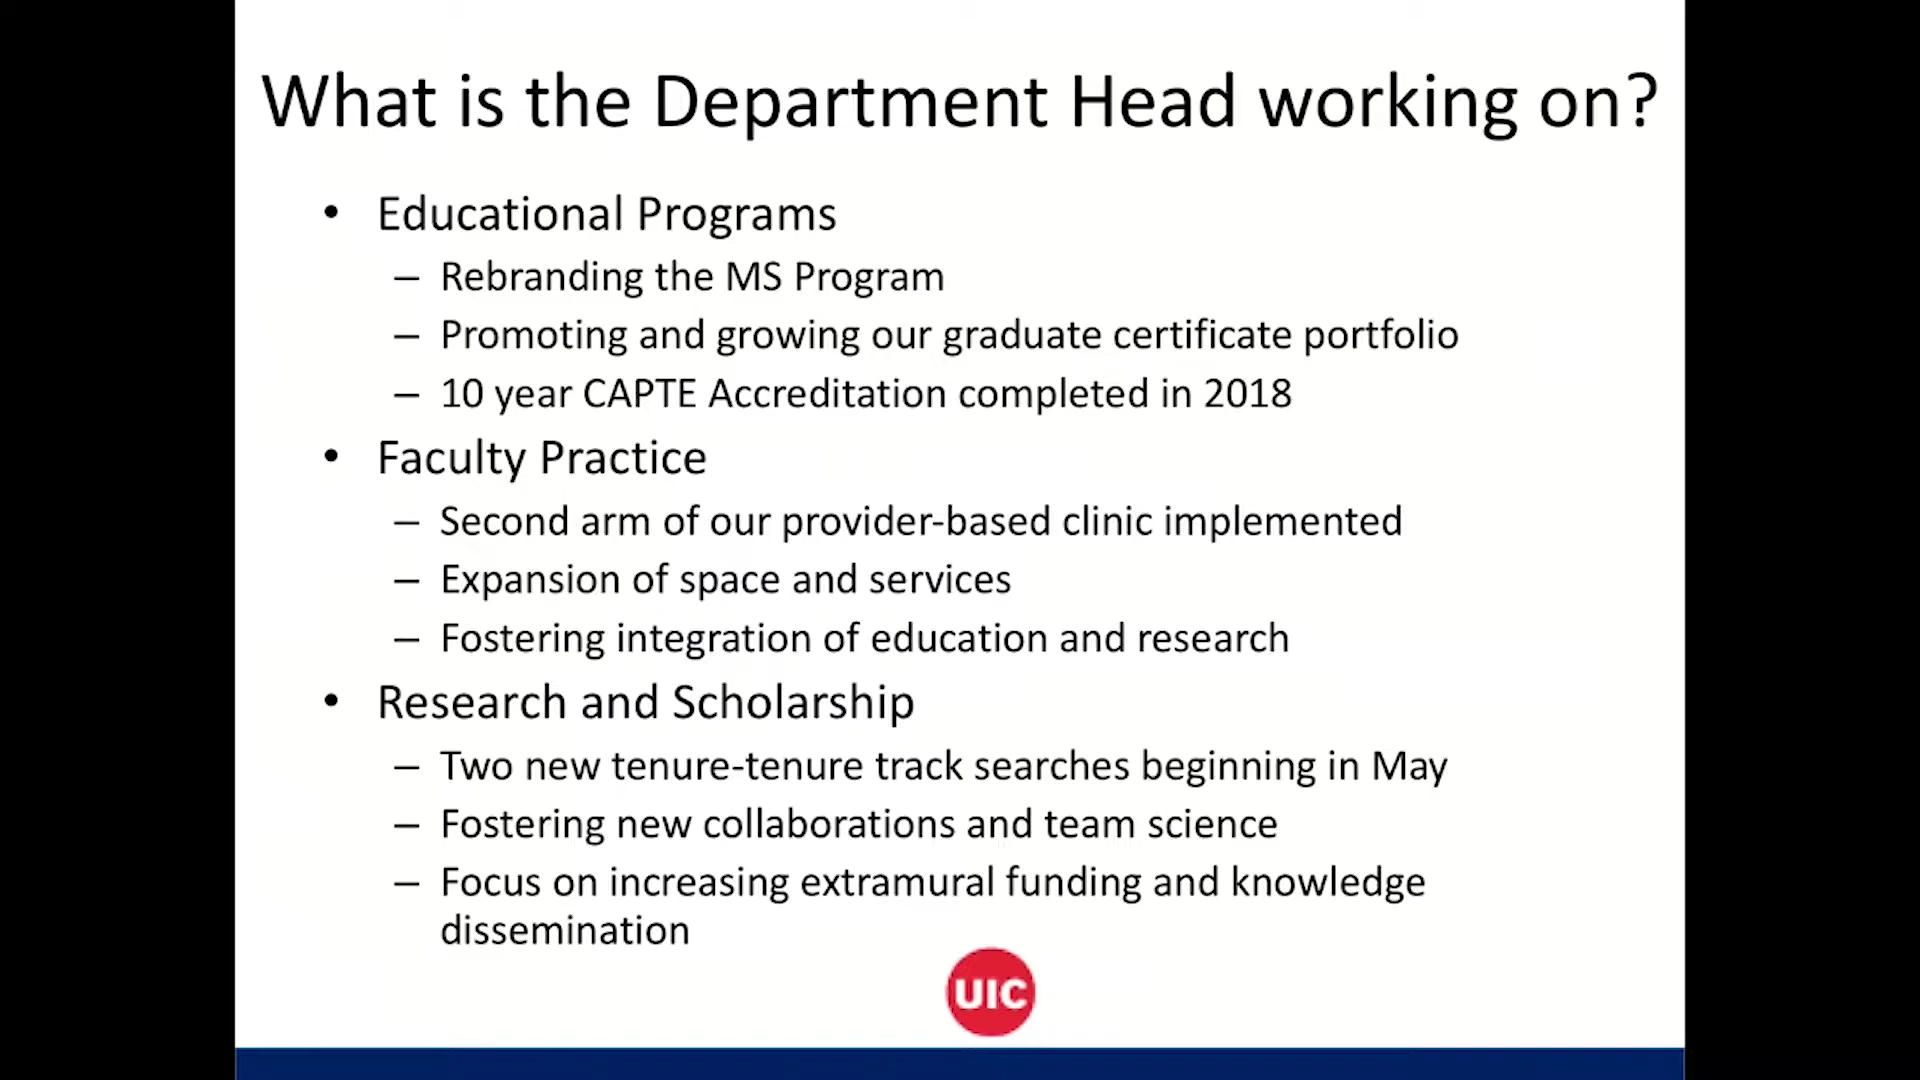 What is the Department Head working on?
• Educational Programs
– Rebranding the MS Program
– Promoting and growing our graduate certificate portfolio
– 10 year CAPTE Accreditation completed in 2018
• Faculty Practice
– Second arm of our provider-based clinic implemented
– Expansion of space and services
– Fostering integration of education and research
• Research and Scholarship
– Two new tenure-tenure track searches beginning in May
– Fostering new collaborations and team science
– Focus on increasing extramural funding and knowledge
dissemination
UIC